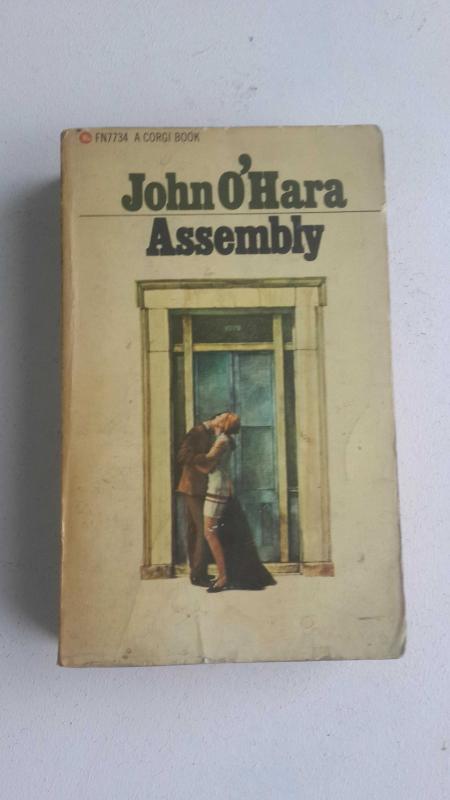 FN7734 A CORGI BOOK
John O'Hara
Assembly